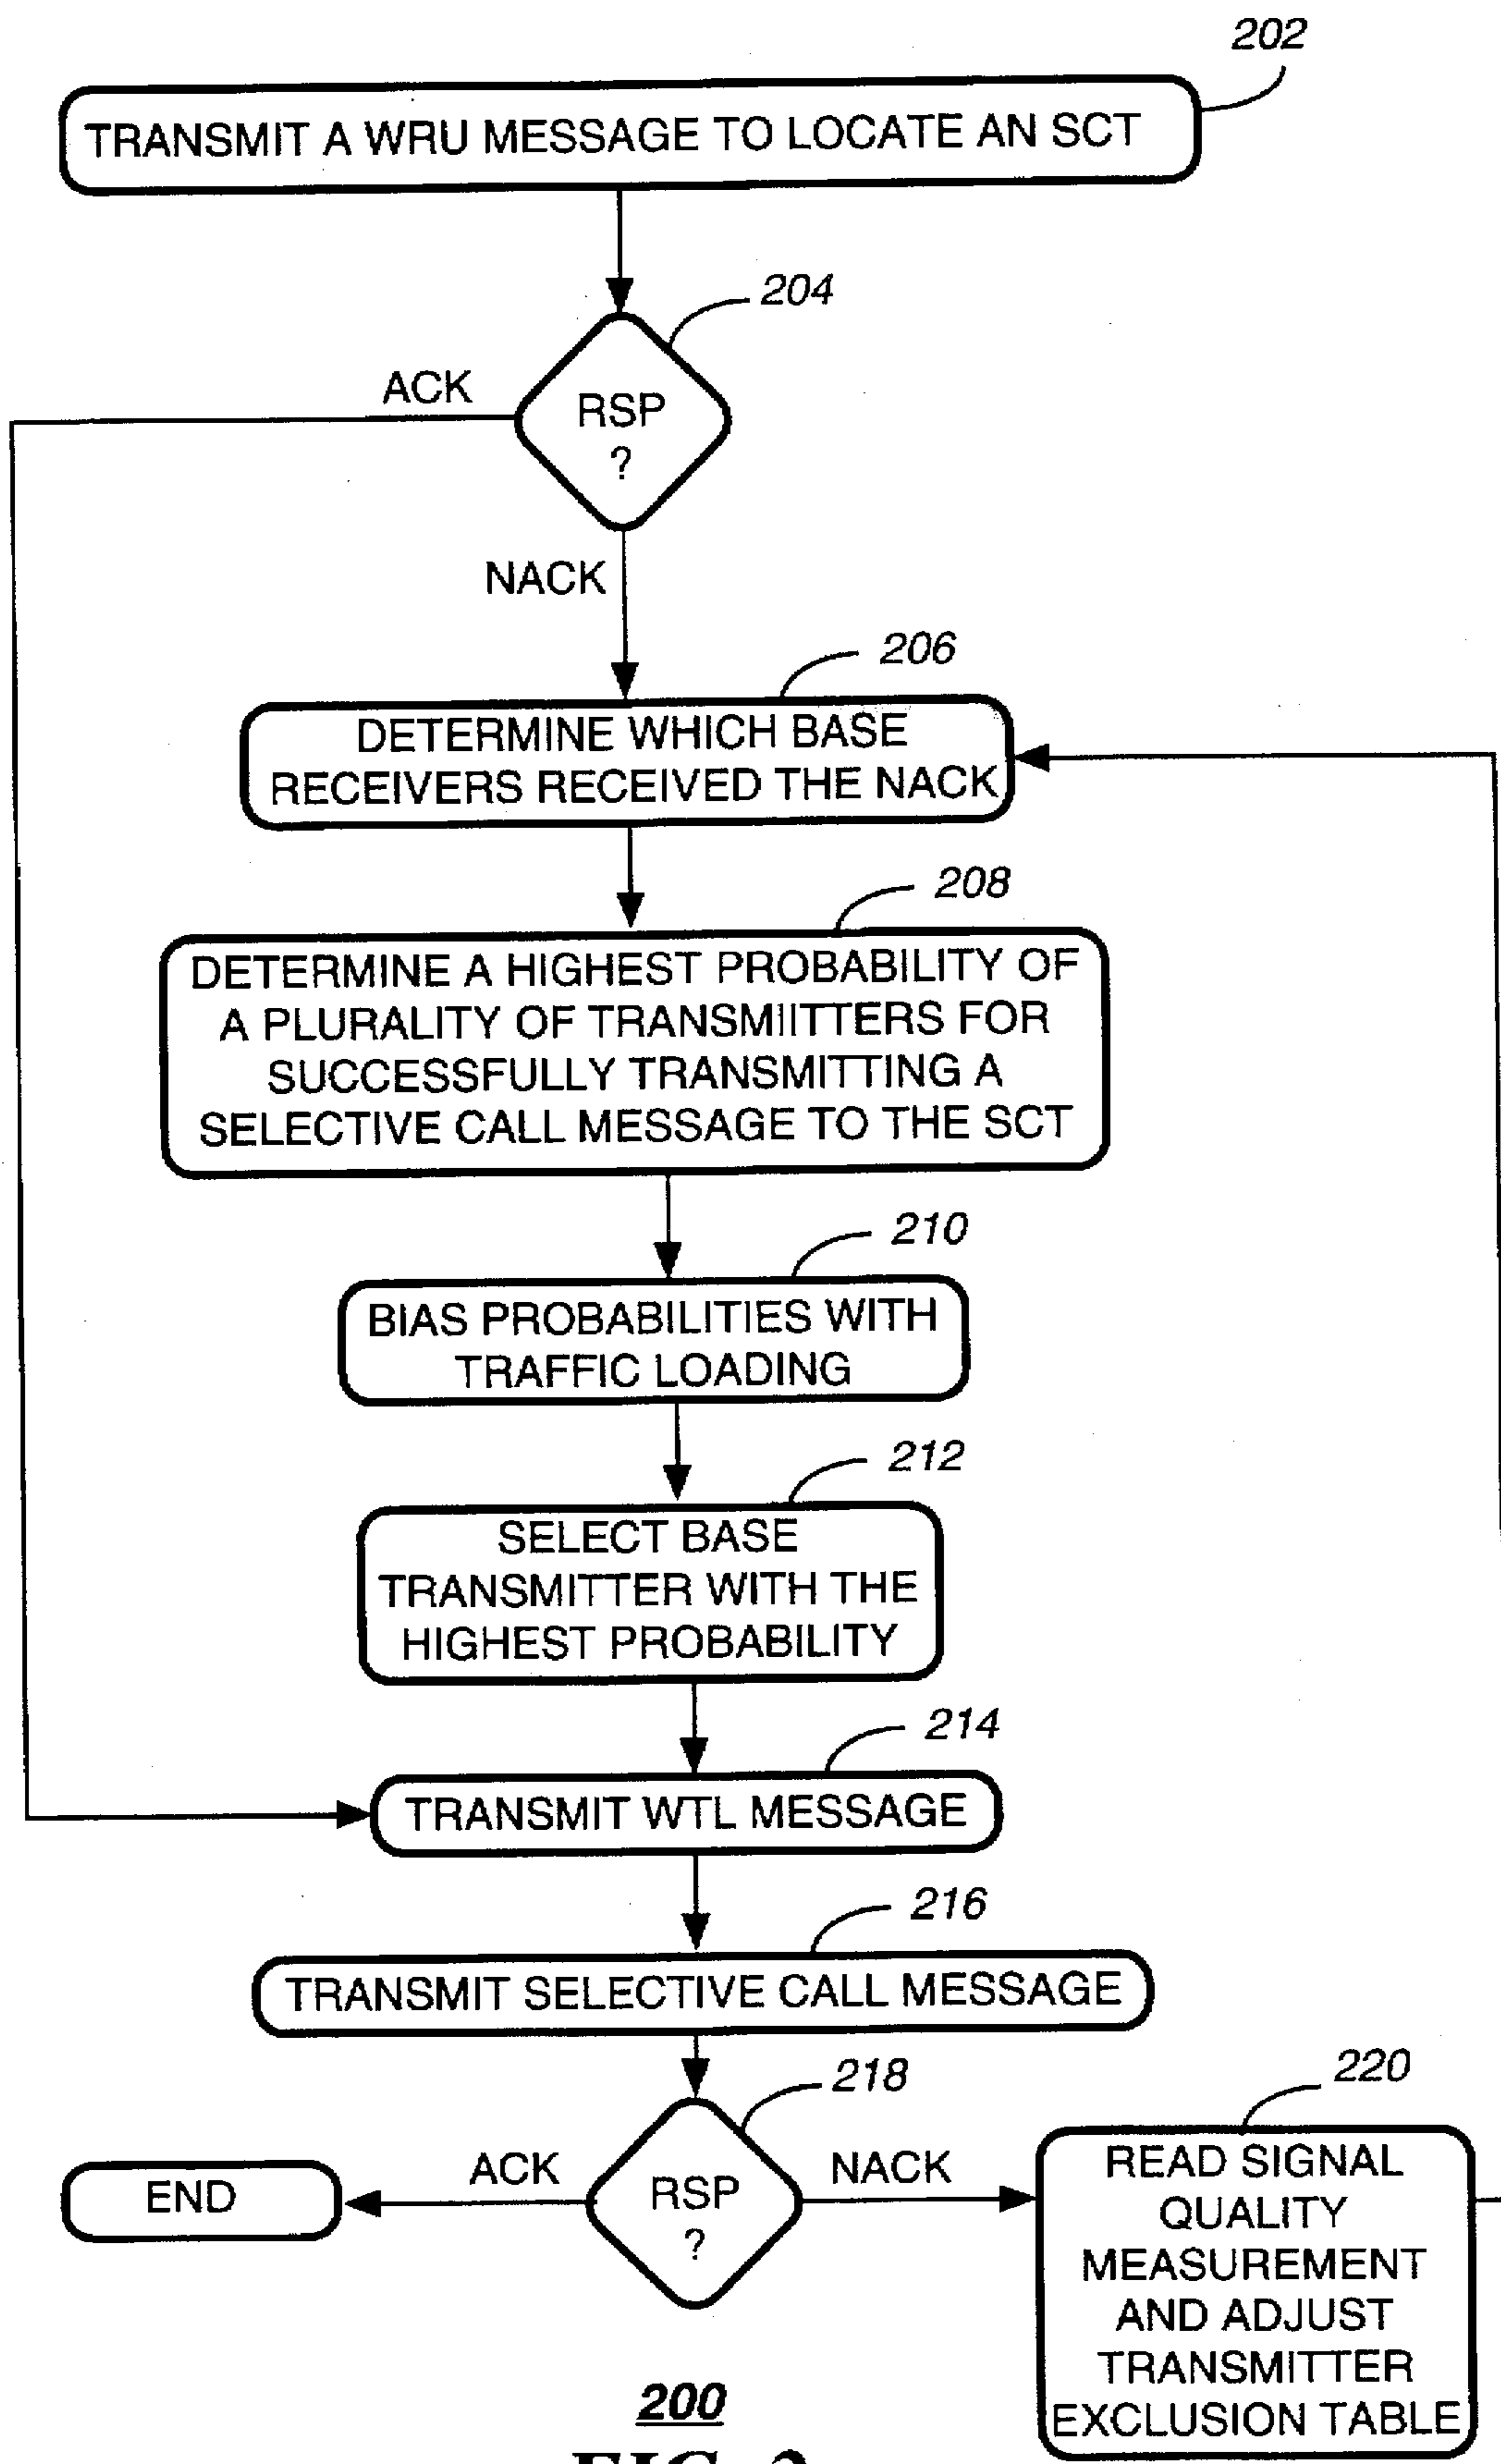 202
TRANSMIT A WRU MESSAGE TO LOCATE AN SCT
204
ACK
RSP
?
NACK
206
DETERMINE WHICH BASE
RECEIVERS RECEIVED THE NACK
208
DETERMINE A HIGHEST PROBABILITY OF
A PLURALITY OF TRANSMIITTERS FOR
SUCCESSFULLY TRANSMITTING A
SELECTIVE CALL MESSAGE TO THE SCT
210
BIAS PROBABILITIES WITH
TRAFFIC LOADING
212
SELECT BASE
TRANSMITTER WITH THE
HIGHEST PROBABILITY
214
TRANSMIT WTL MESSAGE
216
TRANSMIT SELECTIVE CALL MESSAGE
218
220
END
ACK
RSP
?
NACK
READ SIGNAL
QUALITY
MEASUREMENT
AND ADJUST
TRANSMITTER
EXCLUSION TABLE
200
FIG. 2